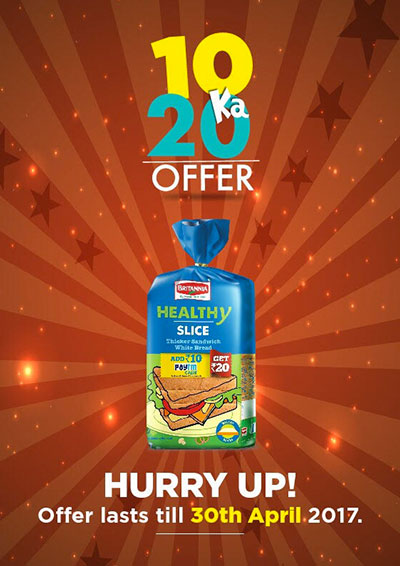 10
Ka
20
OFFER
BRITANNIA
HEALTHy
SLICE
Thicker Sandwich
White Bread
ADD ₹10 GET
Paytm ₹20
HURRY UP!
Offer lasts till 30th April 2017.